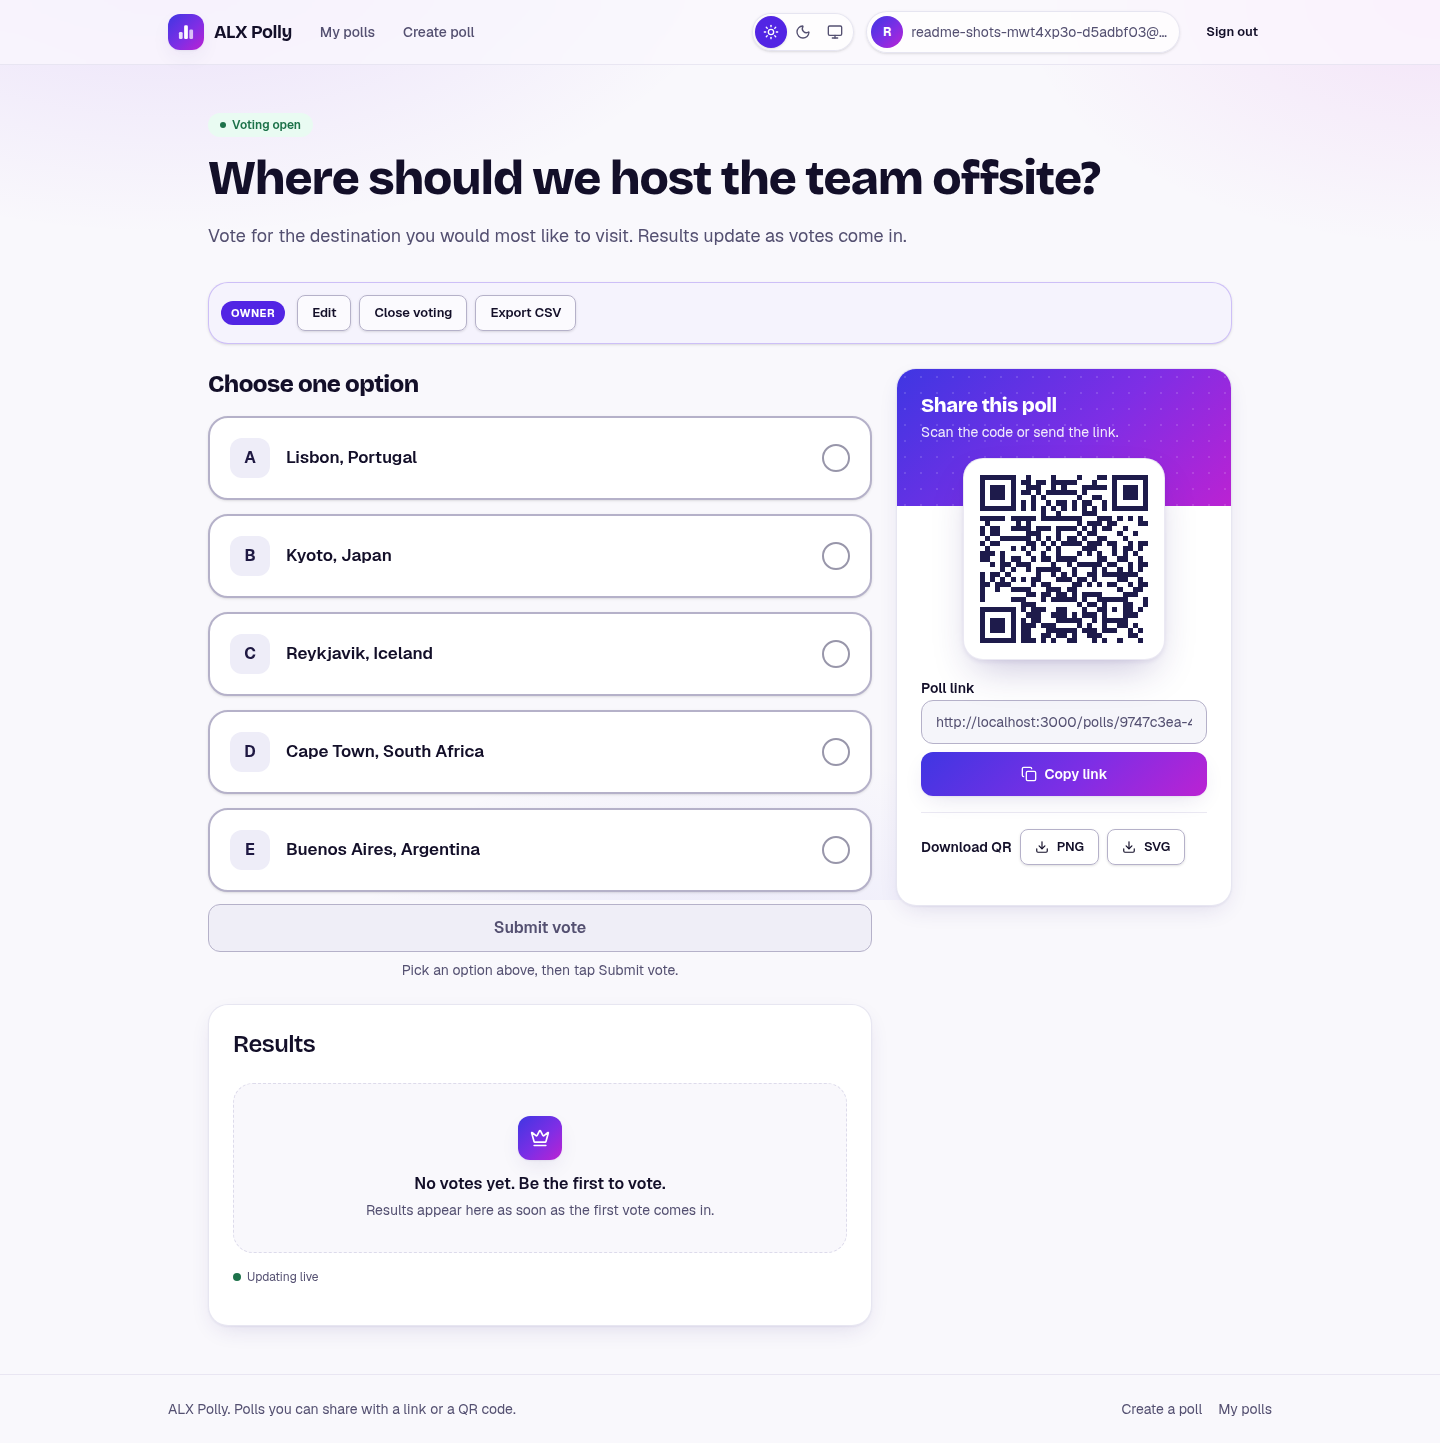 ALX Polly
My polls
Create poll
R
readme-shots-mwt4xp3o-d5adbf03@…
Sign out
Voting open
Where should we host the team offsite?
Vote for the destination you would most like to visit. Results update as votes come in.
OWNER
Edit
Close voting
Export CSV
Choose one option
A
Lisbon, Portugal
B
Kyoto, Japan
C
Reykjavik, Iceland
D
Cape Town, South Africa
E
Buenos Aires, Argentina
Submit vote
Pick an option above, then tap Submit vote.
Share this poll
Scan the code or send the link.
Poll link
http://localhost:3000/polls/9747c3ea-
Copy link
Download QR
PNG
SVG
Results
No votes yet. Be the first to vote.
Results appear here as soon as the first vote comes in.
Updating live
ALX Polly. Polls you can share with a link or a QR code.
Create a poll
My polls